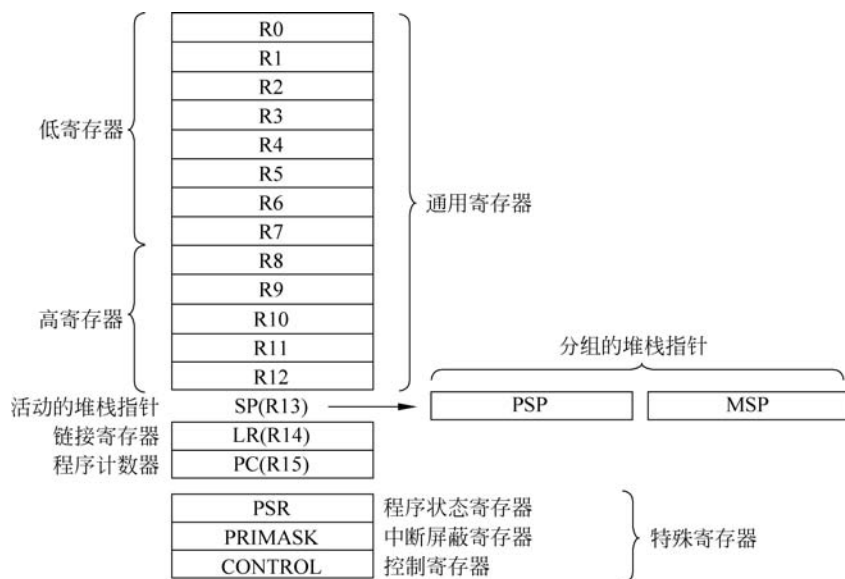 R0
R1
R2
R3
低寄存器
R4
R5
R6
通用寄存器
R7
R8
R9
高寄存器
R10
R11
分组的堆栈指针
R12
活动的堆栈指针 SP(R13) PSP MSP
链接寄存器 LR(R14)
程序计数器 PC(R15)
PSR 程序状态寄存器
PRIMASK 中断屏蔽寄存器 特殊寄存器
CONTROL 控制寄存器